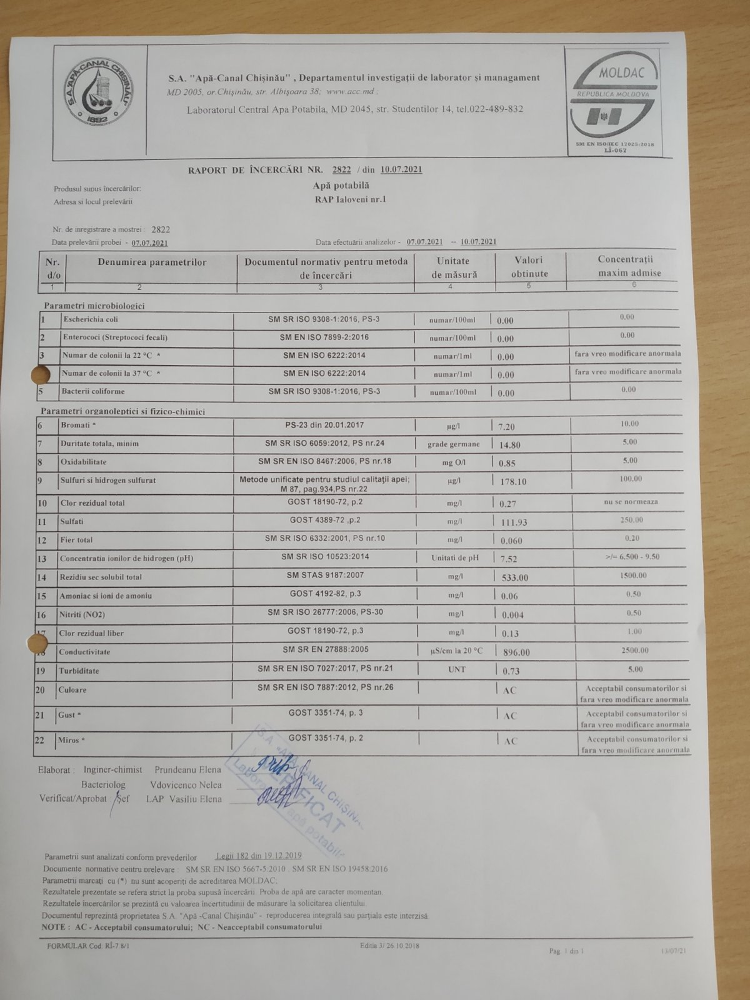 S.A. "APĂ-CANAL CHIŞINĂU"
1892
S.A. "Apă-Canal Chişinău" , Departamentul investigaţii de laborator şi managament
MD 2005, or.Chişinău, str. Albişoara 38; www.acc.md ;
Laboratorul Central Apa Potabila, MD 2045, str. Studentilor 14, tel.022-489-832
MOLDAC
REPUBLICA MOLDOVA
SM EN ISO/IEC 17025:2018
LÎ-067
RAPORT DE ÎNCERCĂRI NR. 2822 / din 10.07.2021
Produsul supus încercărilor: Apă potabilă
Adresa si locul prelevării RAP Ialoveni nr.1
Nr. de inregistrare a mostrei : 2822
Data prelevării probei - 07.07.2021 Data efectuării analizelor - 07.07.2021 -- 10.07.2021
Nr. d/o Denumirea parametrilor Documentul normativ pentru metoda de încercări Unitate de măsură Valori obtinute Concentraţii maxim admise
1 2 3 4 5 6
Parametri microbiologici
1 Escherichia coli SM SR ISO 9308-1:2016, PS-3 numar/100ml 0.00 0.00
2 Enterococi (Streptococi fecali) SM EN ISO 7899-2:2016 numar/100ml 0.00 0.00
3 Numar de colonii la 22 °C * SM EN ISO 6222:2014 numar/1ml 0.00 fara vreo modificare anormala
Numar de colonii la 37 °C * SM EN ISO 6222:2014 numar/1ml 0.00 fara vreo modificare anormala
5 Bacterii coliforme SM SR ISO 9308-1:2016, PS-3 numar/100ml 0.00 0.00
Parametri organoleptici si fizico-chimici
6 Bromati * PS-23 din 20.01.2017 µg/l 7.20 10.00
7 Duritate totala, minim SM SR ISO 6059:2012, PS nr.24 grade germane 14.80 5.00
8 Oxidabilitate SM SR EN ISO 8467:2006, PS nr.18 mg O/l 0.85 5.00
9 Sulfuri si hidrogen sulfurat Metode unificate pentru studiul calitaţii apei; M 87, pag.934,PS nr.22 µg/l 178.10 100.00
10 Clor rezidual total GOST 18190-72, p.2 mg/l 0.27 nu se normeaza
11 Sulfati GOST 4389-72 ,p.2 mg/l 111.93 250.00
12 Fier total SM SR ISO 6332:2001, PS nr.10 mg/l 0.060 0.20
13 Concentratia ionilor de hidrogen (pH) SM SR ISO 10523:2014 Unitati de pH 7.52 >/= 6.500 - 9.50
14 Rezidiu sec solubil total SM STAS 9187:2007 mg/l 533.00 1500.00
15 Amoniac si ioni de amoniu GOST 4192-82, p.3 mg/l 0.06 0.50
16 Nitriti (NO2) SM SR ISO 26777:2006, PS-30 mg/l 0.004 0.50
17 Clor rezidual liber GOST 18190-72, p.3 mg/l 0.13 1.00
18 Conductivitate SM SR EN 27888:2005 µS/cm la 20 °C 896.00 2500.00
19 Turbiditate SM SR EN ISO 7027:2017, PS nr.21 UNT 0.73 5.00
20 Culoare SM SR EN ISO 7887:2012, PS nr.26 AC Acceptabil consumatorilor si fara vreo modificare anormala
21 Gust * GOST 3351-74, p. 3 AC Acceptabil consumatorilor si fara vreo modificare anormala
22 Miros * GOST 3351-74, p. 2 AC Acceptabil consumatorilor si fara vreo modificare anormala
Elaborat : Inginer-chimist Prundeanu Elena
Bacteriolog Vdovicenco Nelea
Verificat/Aprobat : Şef LAP Vasiliu Elena
S.A. «APĂ-CANAL CHIŞINĂ
VERIFICAT
Labora apă potabilă
Parametrii sunt analizati conform prevederilor Legii 182 din 19.12.2019
Documente normative pentru prelevare : SM SR EN ISO 5667-5:2010 . SM SR EN ISO 19458:2016
Parametrii marcaţi cu (*) nu sunt acoperiţi de acreditarea MOLDAC;
Rezultatele prezentate se refera strict la proba supusă încercării. Proba de apă are caracter momentan.
Rezultatele încercărilor se prezintă cu valoarea incertitudinii de măsurare la solicitarea clientului.
Documentul reprezintă proprietatea S.A. "Apă -Canal Chişinău" - reproducerea integrală sau parţiala este interzisă.
NOTE : AC - Acceptabil consumatorului; NC - Neacceptabil consumatorului
FORMULAR Cod. RÎ-7.8/1 Editia 3/ 26.10.2018 Pag. 1 din 1 13/07/21